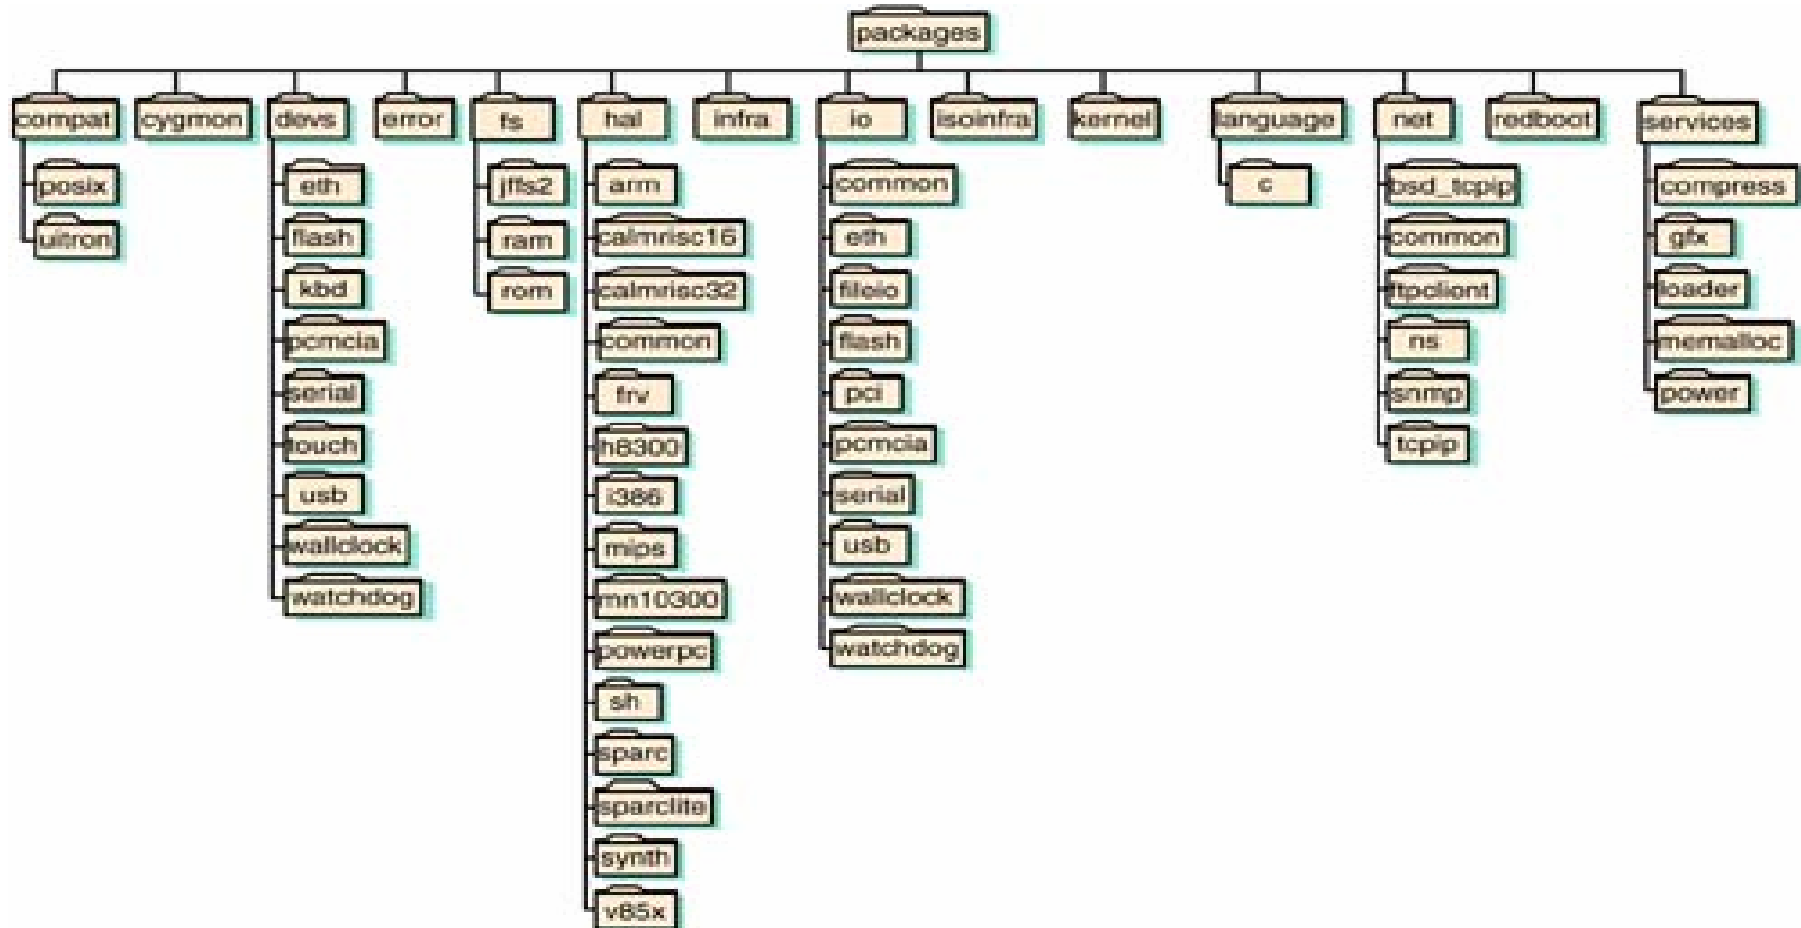 packages
compat
cygmon
devs
error
fs
hal
infra
io
isoinfra
kernel
language
net
redboot
services
posix
uitron
eth
flash
kbd
pcmcia
serial
touch
usb
wallclock
watchdog
jffs2
ram
rom
arm
calmrisc16
calmrisc32
common
frv
h8300
i386
mips
mn10300
powerpc
sh
sparc
sparclite
synth
v85x
common
eth
fileio
flash
pci
pcmcia
serial
usb
wallclock
watchdog
c
bsd_tcpip
common
ftpclient
ns
snmp
tcpip
compress
gfx
loader
memalloc
power